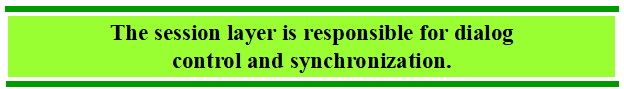 The session layer is responsible for dialog
control and synchronization.